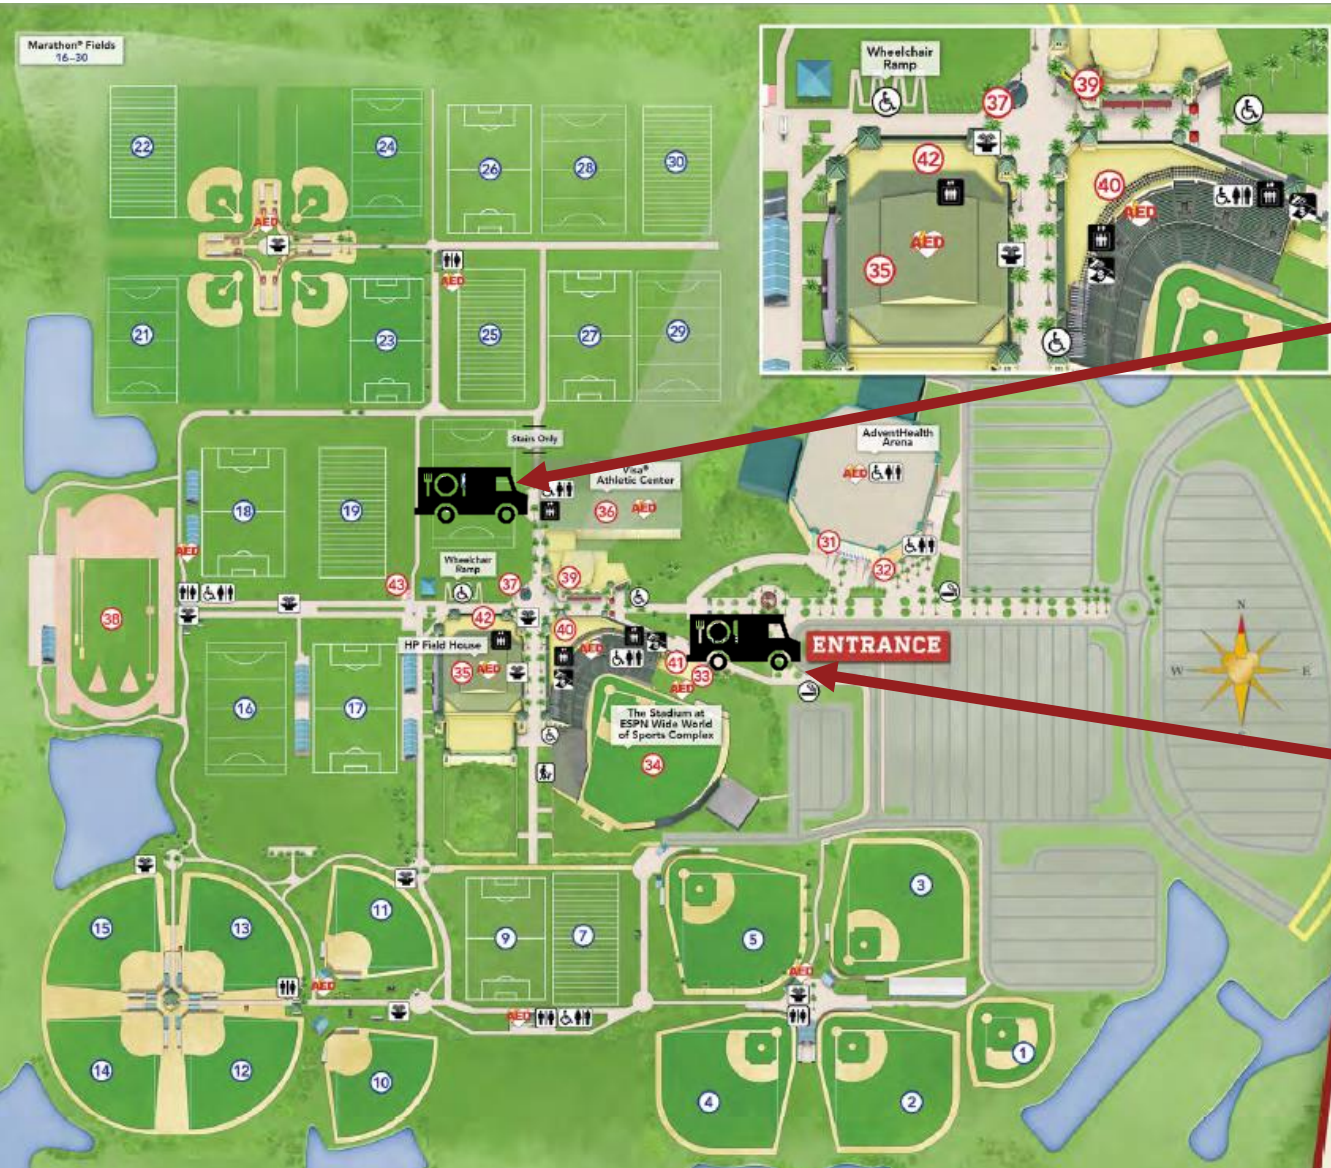 Marathon® Fields
16-30
Wheelchair
Ramp
37
39
42
40
AED
AED
35
22
24
26
28
30
AED
AED
21
23
25
27
29
Stairs Only
AdventHealth
Arena
AED
Visa®
Athletic Center
36
AED
18
19
31
32
AED
Wheelchair
Ramp
43
37
39
38
42
40
ENTRANCE
HP Field House
AED
41
35
AED
33
AED
16
17
The Stadium at
ESPN Wide World
of Sports Complex
34
N
W
E
S
15
13
11
9
7
5
3
AED
AED
AED
14
12
10
4
2
1